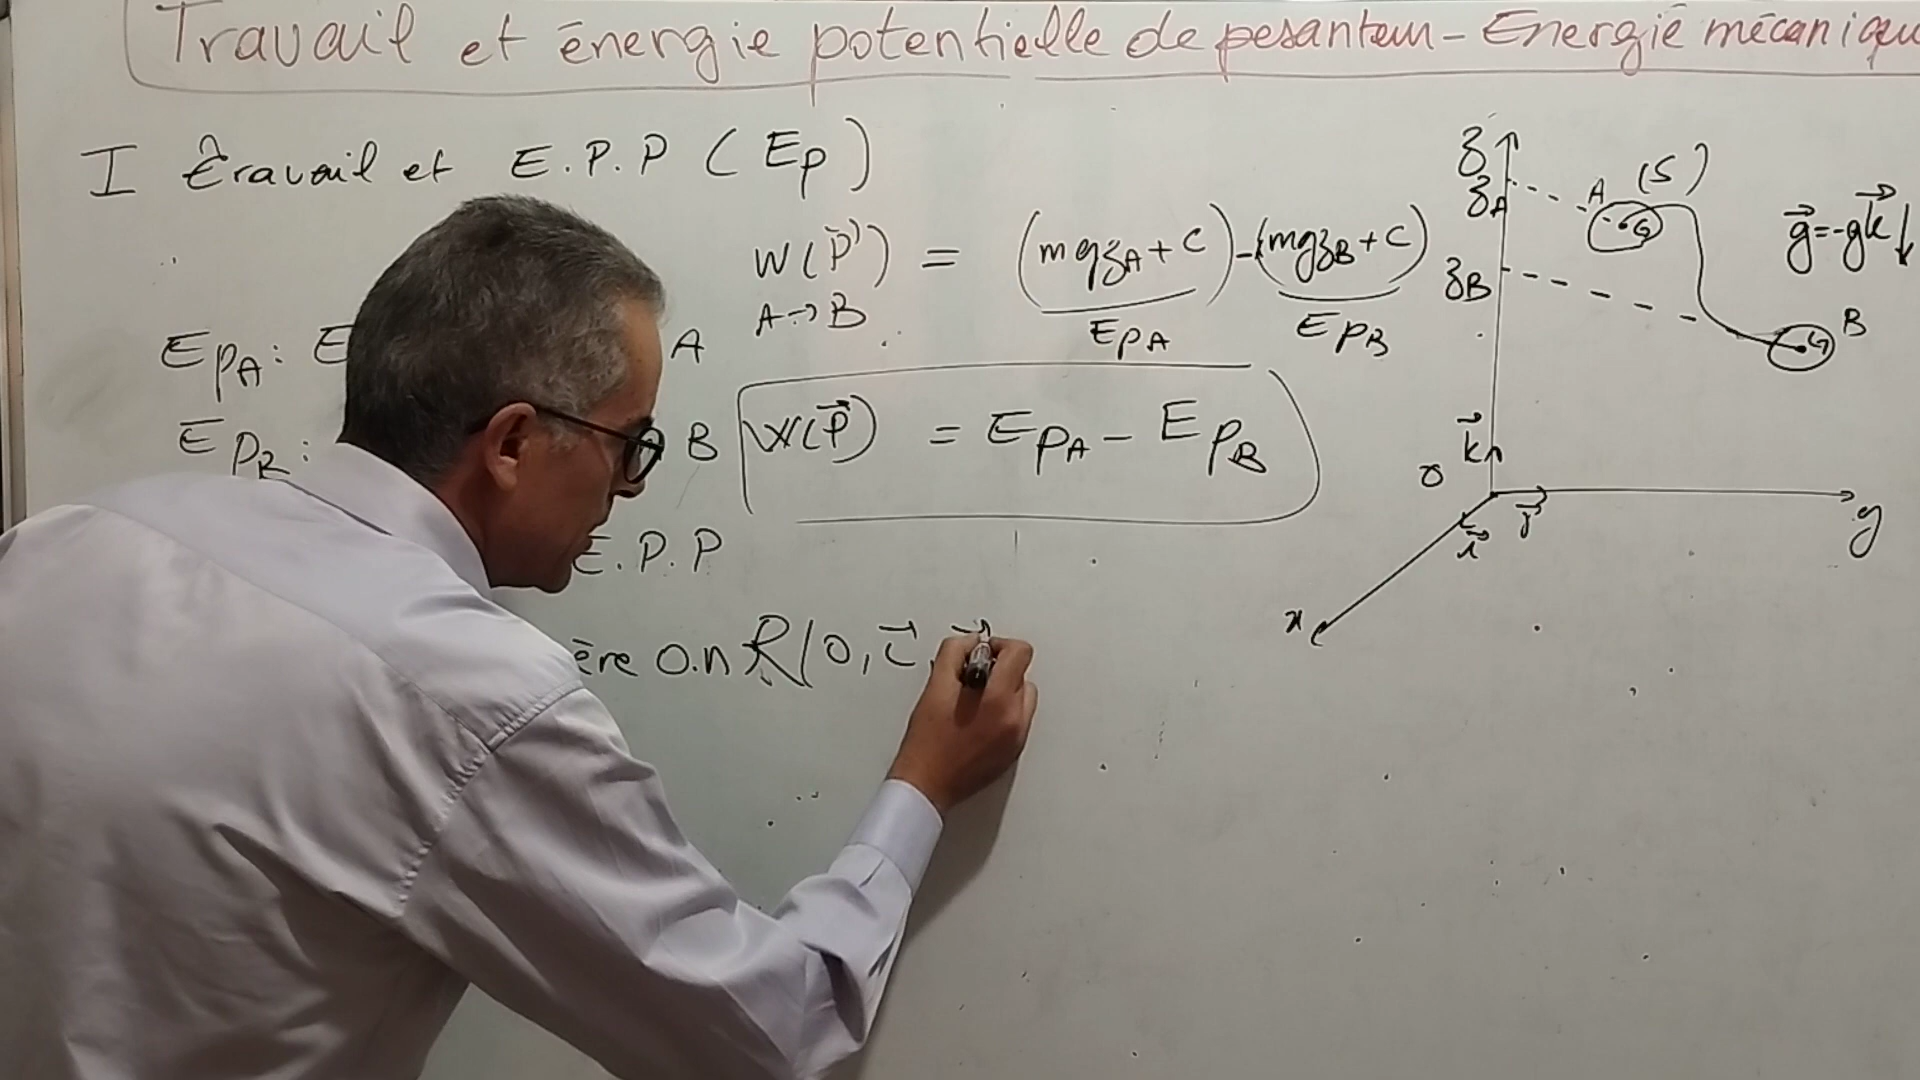 Travail et énergie potentielle de pesanteur - Energie mécanique
I travail et E.P.P (Ep)
W(P⃗) = (mgzA + C) - (mgzB + C)
A → B
EpA EpB
EpA: E A
EpB: B
W(P⃗) = EpA - EpB
E.P.P
ère o.n R(O, i⃗,
z
zA
A
(S)
G
g⃗ = -gk⃗
zB
B
G
k⃗
O
i⃗
j⃗
y
x